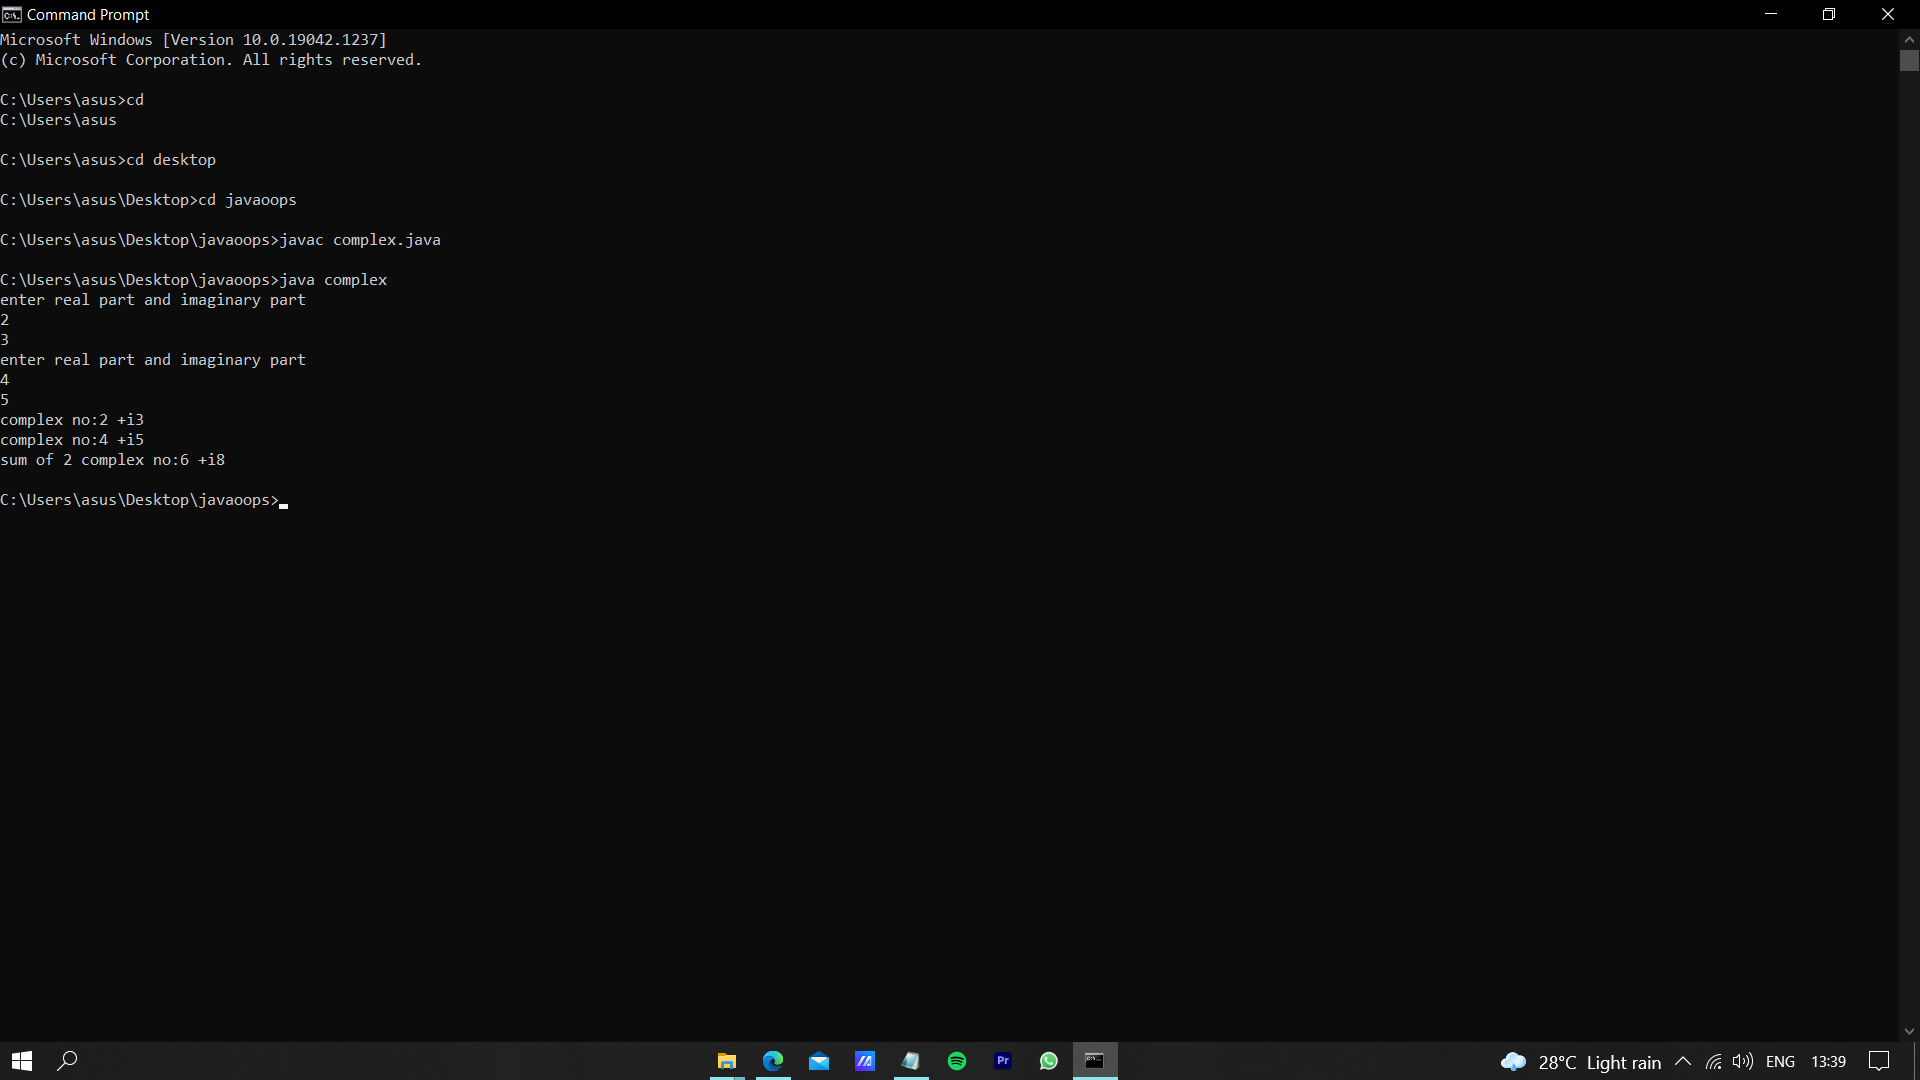 Command Prompt
Microsoft Windows [Version 10.0.19042.1237]
(c) Microsoft Corporation. All rights reserved.
C:\Users\asus>cd
C:\Users\asus
C:\Users\asus>cd desktop
C:\Users\asus\Desktop>cd javaoops
C:\Users\asus\Desktop\javaoops>javac complex.java
C:\Users\asus\Desktop\javaoops>java complex
enter real part and imaginary part
2
3
enter real part and imaginary part
4
5
complex no:2 +i3
complex no:4 +i5
sum of 2 complex no:6 +i8
C:\Users\asus\Desktop\javaoops>
Pr
28°C Light rain ENG 13:39